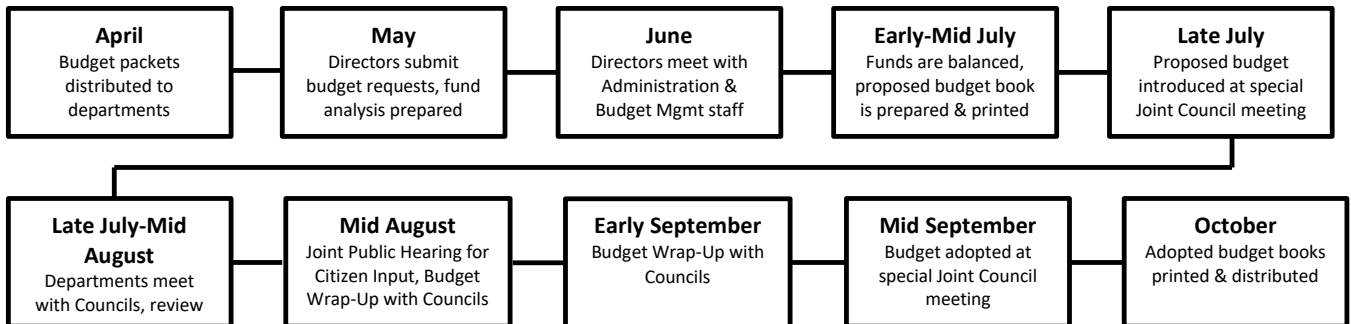 April
Budget packets
distributed to
departments
May
Directors submit
budget requests, fund
analysis prepared
June
Directors meet with
Administration &
Budget Mgmt staff
Early-Mid July
Funds are balanced,
proposed budget book
is prepared & printed
Late July
Proposed budget
introduced at special
Joint Council meeting
Late July-Mid
August
Departments meet
with Councils, review
Mid August
Joint Public Hearing for
Citizen Input, Budget
Wrap-Up with Councils
Early September
Budget Wrap-Up with
Councils
Mid September
Budget adopted at
special Joint Council
meeting
October
Adopted budget books
printed & distributed